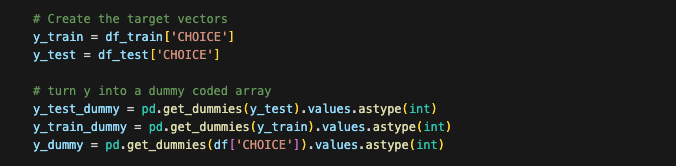 # Create the target vectors
y_train = df_train['CHOICE']
y_test = df_test['CHOICE']
# turn y into a dummy coded array
y_test_dummy = pd.get_dummies(y_test).values.astype(int)
y_train_dummy = pd.get_dummies(y_train).values.astype(int)
y_dummy = pd.get_dummies(df['CHOICE']).values.astype(int)